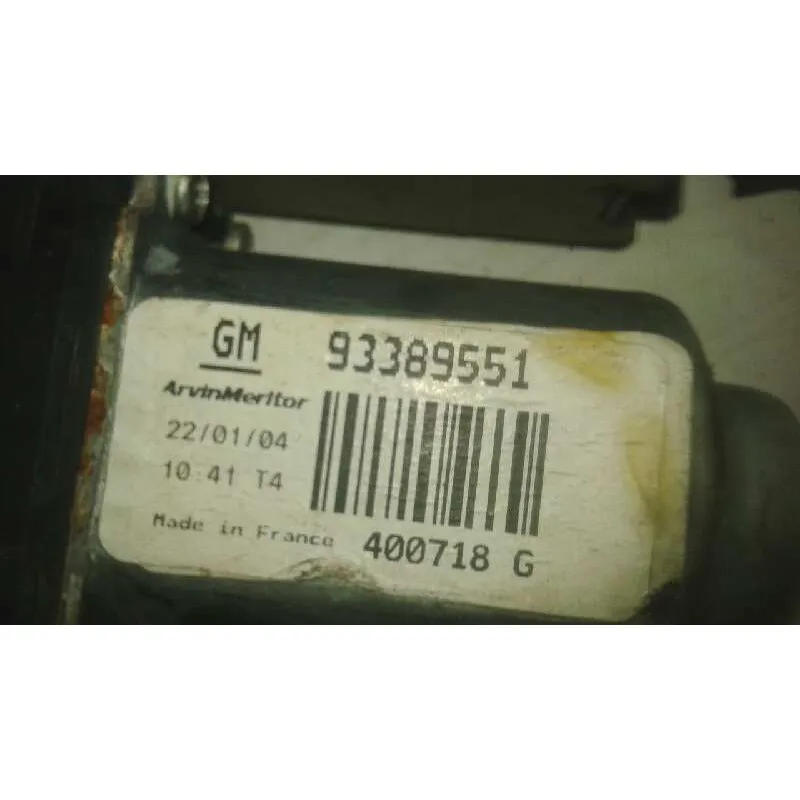 GM 93389551
ArvinMeritor
22/01/04
10:41 T4
Made in France 400718 G